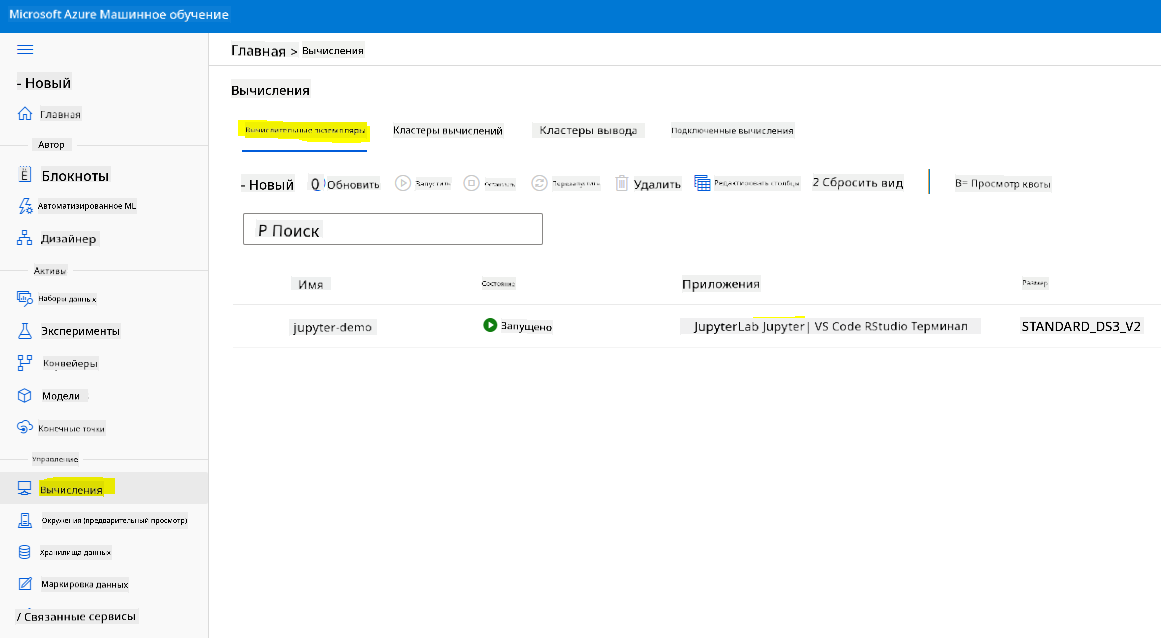 Microsoft Azure Машинное обучение
Главная > Вычисления
- Новый
Главная
Автор
Блокноты
Автоматизированное ML
Дизайнер
Активы
Наборы данных
Эксперименты
Конвейеры
Модели
Конечные точки
Управление
Вычисления
Окружения (предварительный просмотр)
Хранилища данных
Маркировка данных
/ Связанные сервисы
Вычисления
Вычислительные экземпляры Кластеры вычислений Кластеры вывода Подключенные вычисления
- Новый Обновить Запустить Удалить Редактировать столбцы 2 Сбросить вид В= Просмотр квоты
Р Поиск
Имя Состояние Приложения Размер
jupyter-demo Запущено JupyterLab Jupyter| VS Code RStudio Терминал STANDARD_DS3_V2